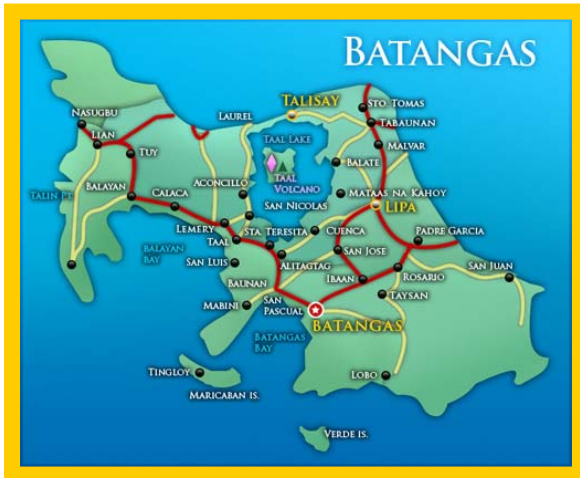 BATANGAS
NASUGBU
LIAN
TUY
LAUREL
TALISAY
STO. TOMAS
TABAUNAN
MALVAR
TAAL LAKE
BALATE
TAAL
VOLCANO
TALIN PT.
BALAYAN
CALACA
ACONCILLO
MATAAS NA KAHOY
LIPA
SAN NICOLAS
LEMERY
TAAL
STA. TERESITA
CUENCA
PADRE GARCIA
BALAYAN
BAY
SAN LUIS
ALITAGTAG
SAN JOSE
SAN JUAN
BAUNAN
IBAAN
ROSARIO
MABINI
SAN
PASCUAL
TAYSAN
BATANGAS
BATANGAS
BAY
TINGLOY
LOBO
MARICABAN IS.
VERDE IS.